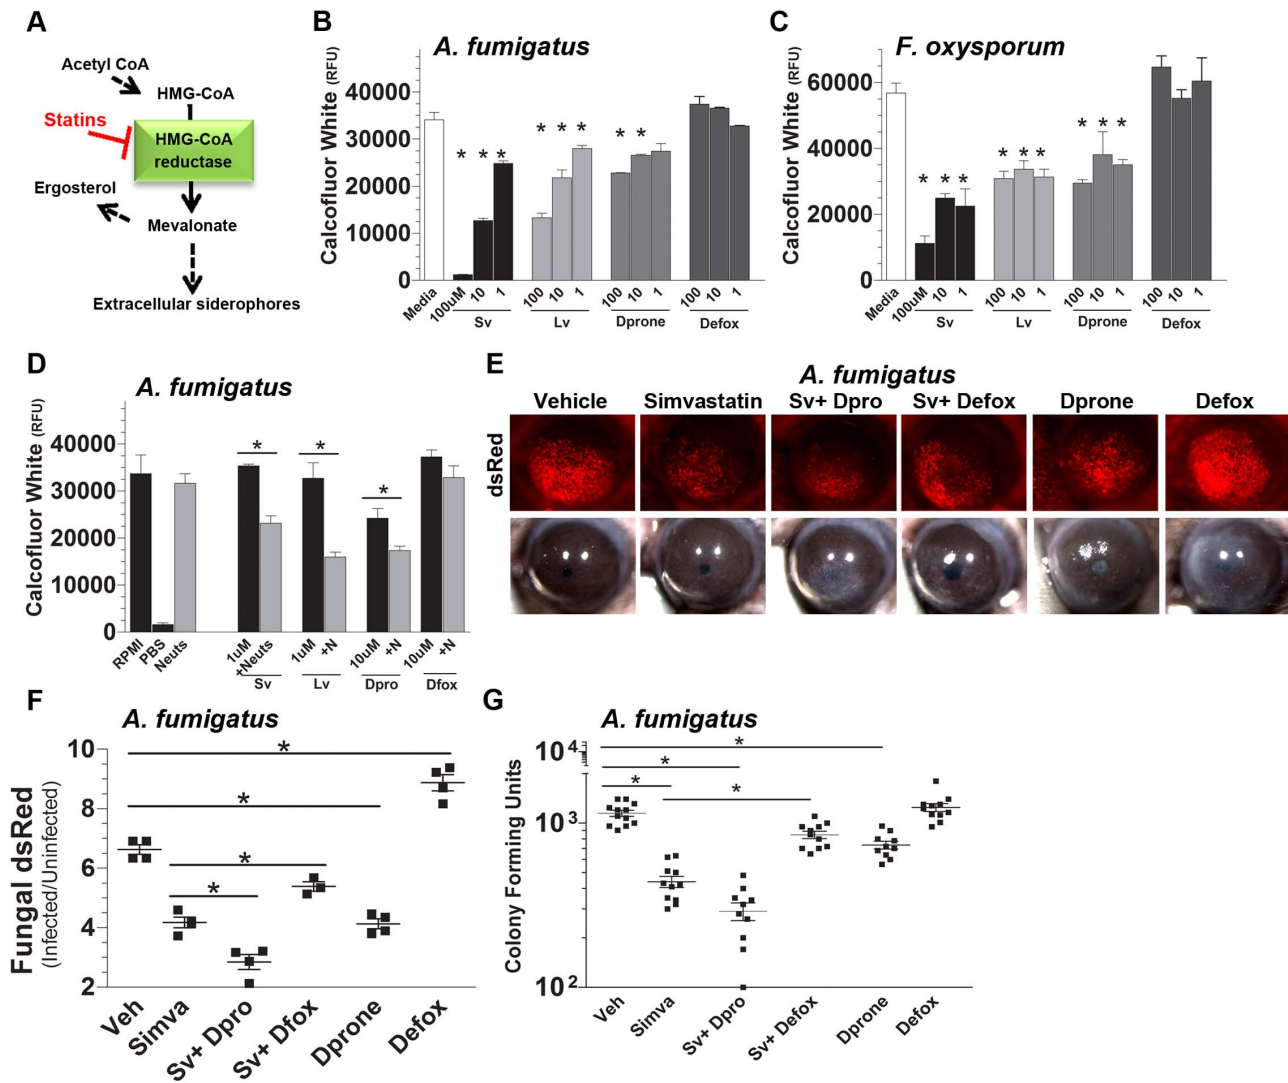 A
Acetyl CoA
HMG-CoA
Statins
HMG-CoA
reductase
Ergosterol
Mevalonate
Extracellular siderophores
B
A. fumigatus
Calcofluor White (RFU)
40000
30000
20000
10000
0
Media
100uM
10
1
100
10
1
100
10
1
100
10
1
Sv
Lv
Dprone
Defox
* * *
* * *
* *
C
F. oxysporum
Calcofluor White (RFU)
60000
40000
20000
0
Media
100uM
10
1
100
10
1
100
10
1
100
10
1
Sv
Lv
Dprone
Defox
* * *
* * *
* * *
D
A. fumigatus
Calcofluor White (RFU)
40000
30000
20000
10000
0
RPMI
PBS
Neuts
1uM
+Neuts
1uM
+N
10uM
+N
10uM
+N
Sv
Lv
Dpro
Dfox
*
*
*
E
A. fumigatus
Vehicle
Simvastatin
Sv+ Dpro
Sv+ Defox
Dprone
Defox
dsRed
F
A. fumigatus
Fungal dsRed
(Infected/Uninfected)
10
8
6
4
2
*
*
*
*
Veh
Simva
Sv+ Dpro
Sv+ Dfox
Dprone
Defox
G
A. fumigatus
Colony Forming Units
10⁴
10³
10²
*
*
*
*
Veh
Simva
Sv+ Dpro
Sv+ Defox
Dprone
Defox